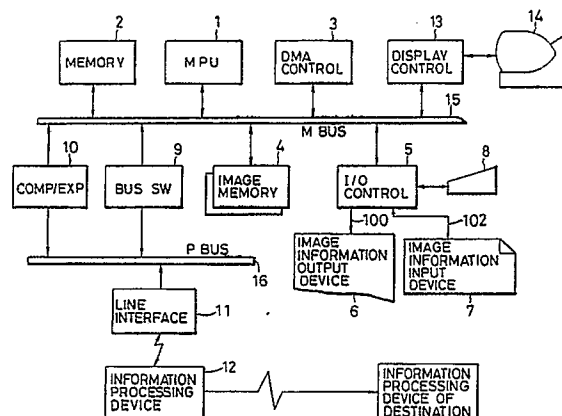 2 1 3 13 14
MEMORY MPU DMA CONTROL DISPLAY CONTROL
15
M BUS
10 9 4 5 8
COMP/EXP BUS SW IMAGE MEMORY I/O CONTROL
100 102
P BUS
16
IMAGE INFORMATION OUTPUT DEVICE
IMAGE INFORMATION INPUT DEVICE
6 7
LINE INTERFACE
11
12
INFORMATION PROCESSING DEVICE
INFORMATION PROCESSING DEVICE OF DESTINATION